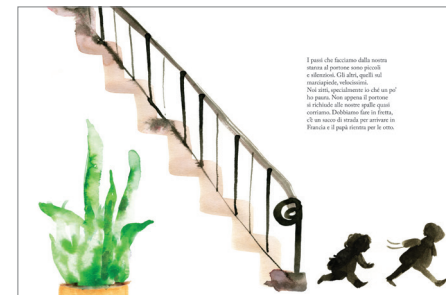 I passi che facciamo dalla nostra
stanza al portone sono piccoli
e silenziosi. Gli altri, quelli sul
marciapiede, velocissimi.
Noi zitti, specialmente io ché un po'
ho paura. Non appena il portone
si richiude alle nostre spalle quasi
corriamo. Dobbiamo fare in fretta,
c'è un sacco di strada per arrivare in
Francia e il papà rientra per le otto.